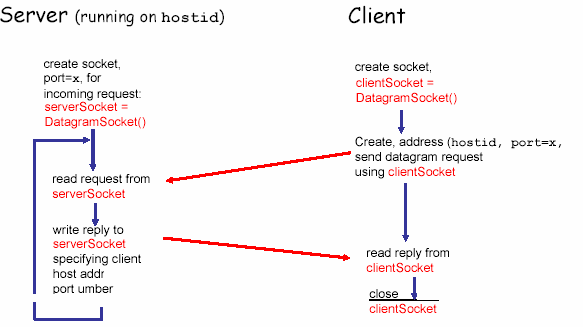 Server (running on hostid)
create socket,
port=x, for
incoming request:
serverSocket =
DatagramSocket()
read request from
serverSocket
write reply to
serverSocket
specifying client
host addr
port umber
Client
create socket,
clientSocket =
DatagramSocket()
Create, address (hostid, port=x,
send datagram request
using clientSocket
read reply from
clientSocket
close
clientSocket